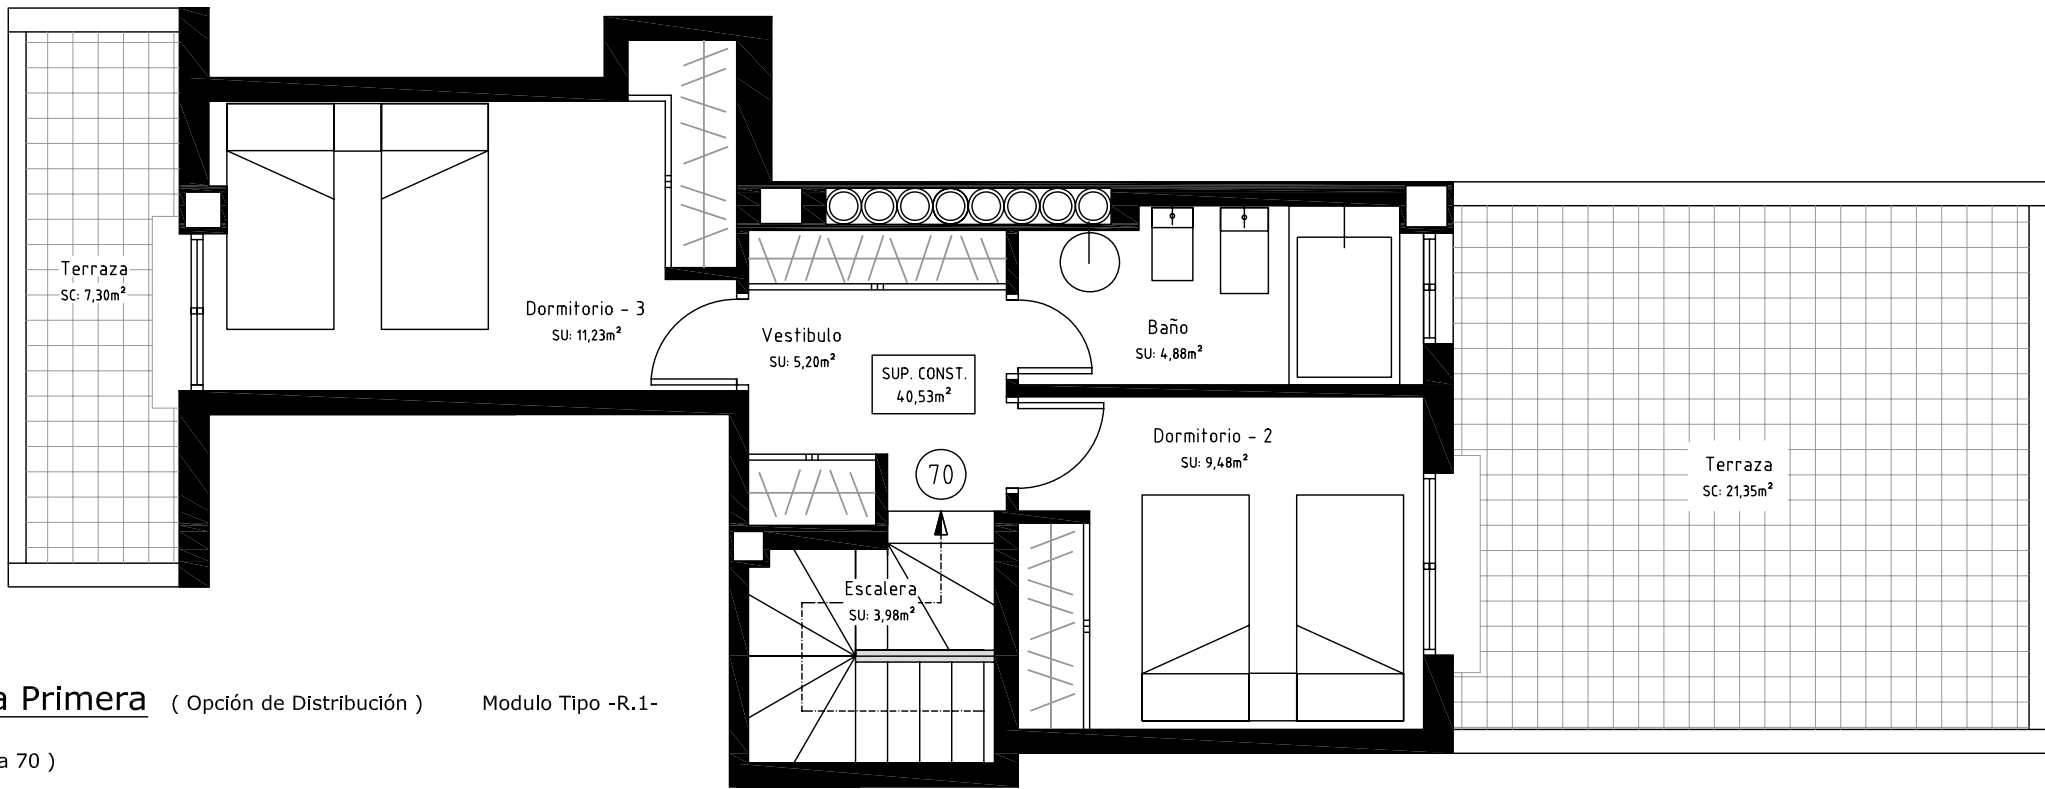 Terraza
SC: 7,30m²
Dormitorio - 3
SU: 11,23m²
Vestibulo
SU: 5,20m²
SUP. CONST.
40,53m²
Baño
SU: 4,88m²
Dormitorio - 2
SU: 9,48m²
70
Terraza
SC: 21,35m²
Escalera
SU: 3,98m²
a Primera ( Opción de Distribución ) Modulo Tipo -R.1-
a 70 )